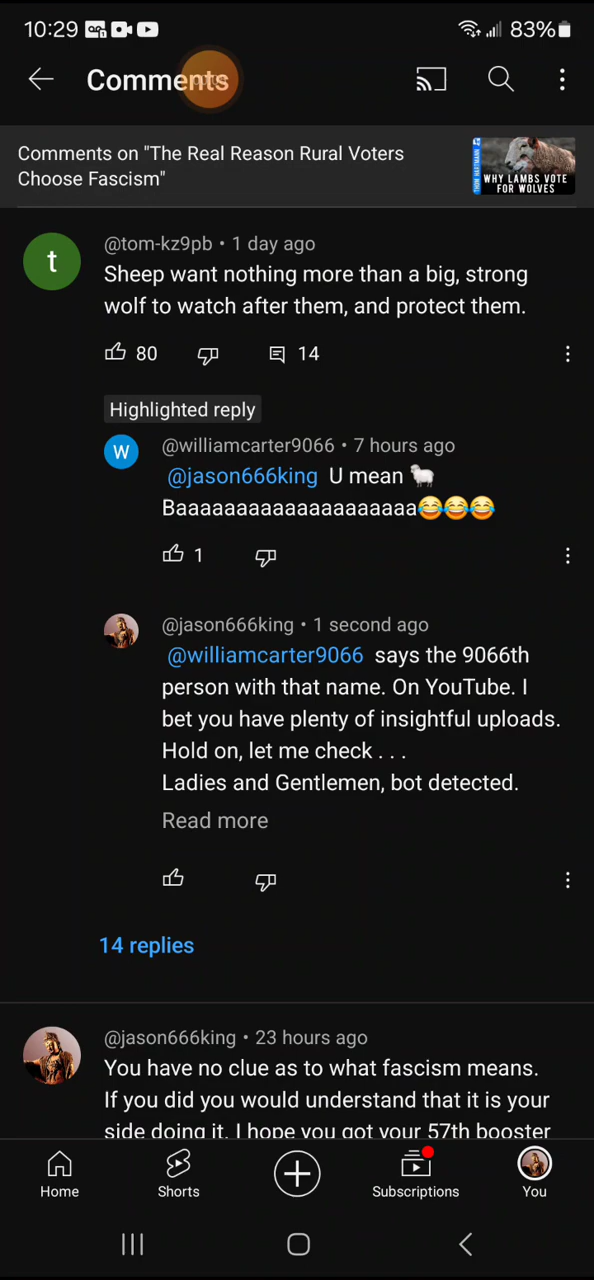 10:29 83%
Comments
Comments on "The Real Reason Rural Voters
Choose Fascism"
THOM HARTMANN
WHY LAMBS VOTE
FOR WOLVES
t
@tom-kz9pb • 1 day ago
Sheep want nothing more than a big, strong
wolf to watch after them, and protect them.
80 14
Highlighted reply
W
@williamcarter9066 • 7 hours ago
@jason666king U mean 🐑
Baaaaaaaaaaaaaaaaaaaa😂😂😂
1
@jason666king • 1 second ago
@williamcarter9066 says the 9066th
person with that name. On YouTube. I
bet you have plenty of insightful uploads.
Hold on, let me check . . .
Ladies and Gentlemen, bot detected.
Read more
14 replies
@jason666king • 23 hours ago
You have no clue as to what fascism means.
If you did you would understand that it is your
side doing it. I hope you got your 57th booster
Home Shorts Subscriptions You